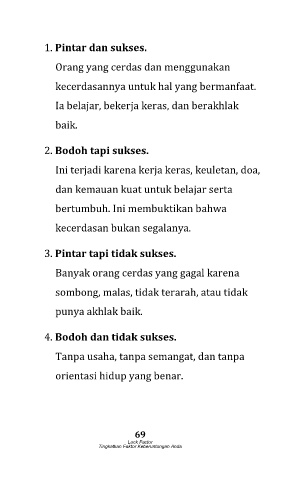 1. Pintar dan sukses.
Orang yang cerdas dan menggunakan
kecerdasannya untuk hal yang bermanfaat.
Ia belajar, bekerja keras, dan berakhlak
baik.
2. Bodoh tapi sukses.
Ini terjadi karena kerja keras, keuletan, doa,
dan kemauan kuat untuk belajar serta
bertumbuh. Ini membuktikan bahwa
kecerdasan bukan segalanya.
3. Pintar tapi tidak sukses.
Banyak orang cerdas yang gagal karena
sombong, malas, tidak terarah, atau tidak
punya akhlak baik.
4. Bodoh dan tidak sukses.
Tanpa usaha, tanpa semangat, dan tanpa
orientasi hidup yang benar.
69
Luck Factor
Tingkatkan Faktor Keberuntungan Anda